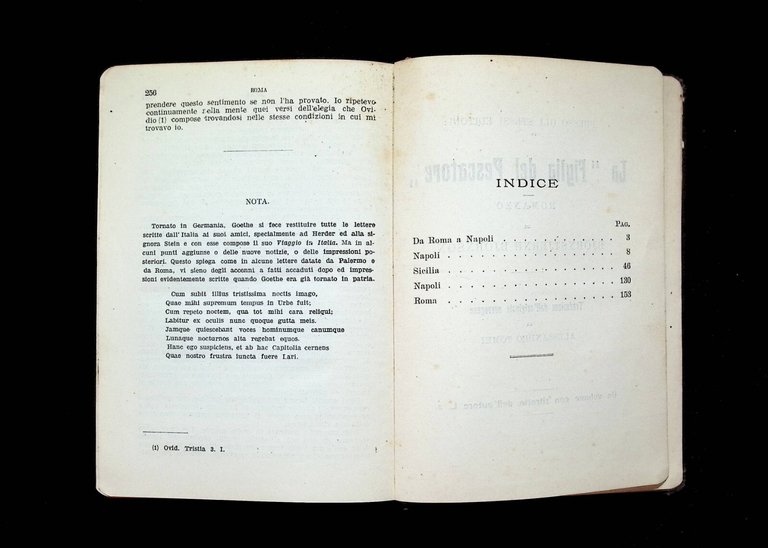 256
ROMA
prendere questo sentimento se non l'ha provato. Io ripetevo
continuamente nella mente quei versi dell'elegia che Ovi-
dio (1) compose trovandosi nelle stesse condizioni in cui mi
trovavo io.
NOTA.
Tornato in Germania, Goethe si fece restituire tutte le lettere
scritte dall'Italia ai suoi amici, specialmente ad Herder ed alla si-
gnora Stein e con esse compose il suo Viaggio in Italia. Ma in al-
cuni punti aggiunse o delle nuove notizie, o delle impressioni po-
steriori. Questo spiega come in alcune lettere datate da Palermo e
da Roma, vi sieno degli accenni a fatti accaduti dopo ed impres-
sioni evidentemente scritte quando Goethe era già tornato in patria.
Cum subit illius tristissima noctis imago,
Quae mihi supremum tempus in Urbe fuit;
Cum repeto noctem, qua tot mihi cara reliqui;
Labitur ex oculis nunc quoque gutta meis.
Jamque quiescebant voces hominumque canumque
Lunaque nocturnos alta regebat equos.
Hanc ego suspiciens, et ab hac Capitolia cernens
Quae nostro frustra iuncta fuere Lari.
(1) Ovid. Tristia 3. I.
INDICE
PAG.
Da Roma a Napoli . . . . . . . . . . . 3
Napoli . . . . . . . . . . . . . . . 8
Sicilia . . . . . . . . . . . . . . . 46
Napoli . . . . . . . . . . . . . . . 130
Roma . . . . . . . . . . . . . . . 153